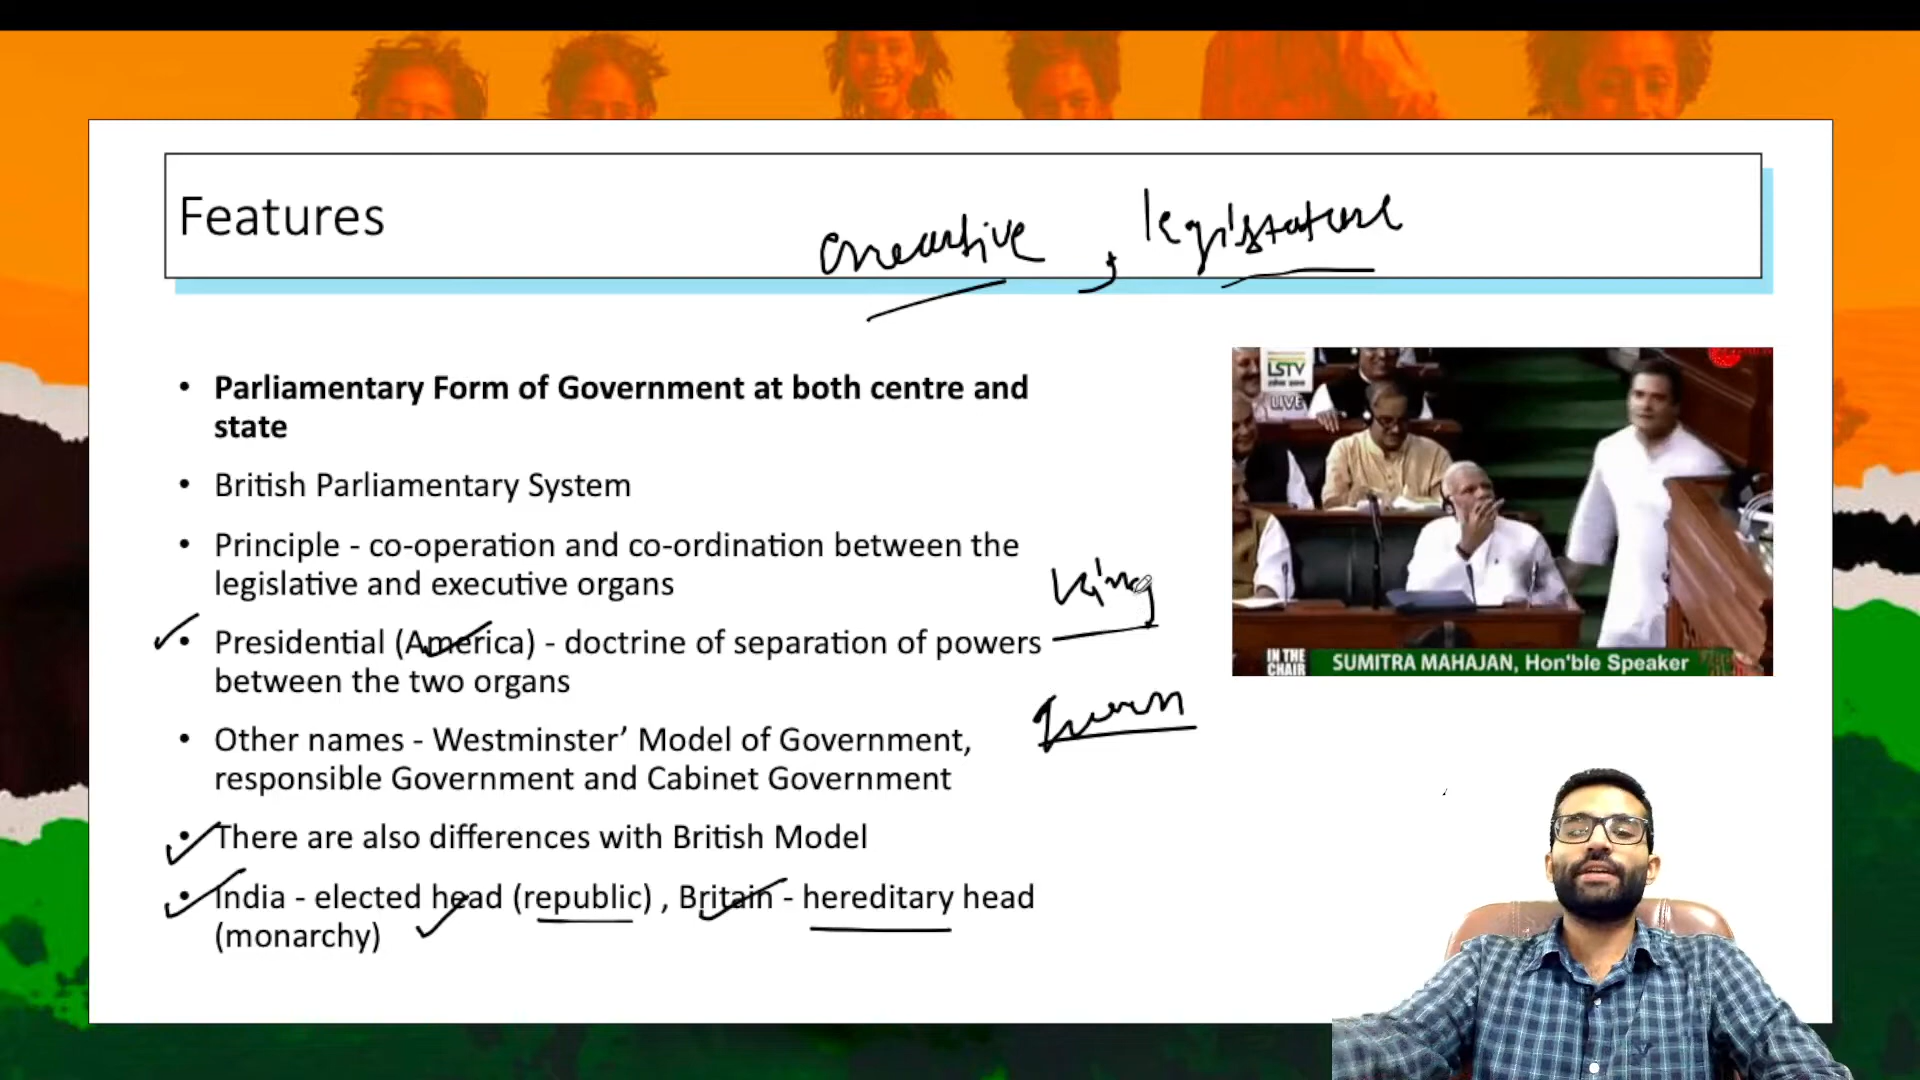 Features
executive , legislature
• Parliamentary Form of Government at both centre and
state
• British Parliamentary System
• Principle - co-operation and co-ordination between the
legislative and executive organs
King
• Presidential (America) - doctrine of separation of powers
between the two organs
• Other names - Westminster’ Model of Government,
responsible Government and Cabinet Government
• There are also differences with British Model
• India - elected head (republic) , Britain - hereditary head
(monarchy)
LSTV
LIVE
IN THE
CHAIR
SUMITRA MAHAJAN, Hon'ble Speaker